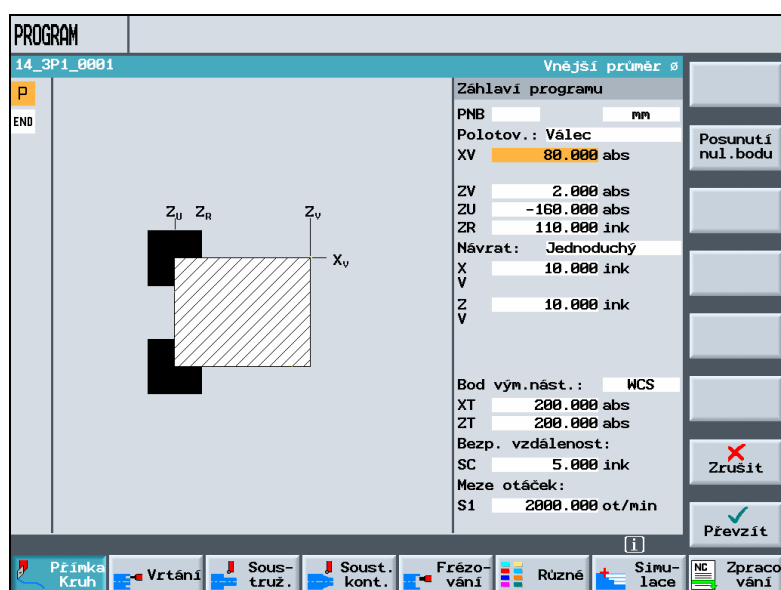 PROGRAM
14_3P1_0001 Vnější průměr ø
P
END
Záhlaví programu
PNB mm
Polotov.: Válec
XV 80.000 abs
ZV 2.000 abs
ZU -160.000 abs
ZR 110.000 ink
Návrat: Jednoduchý
X 10.000 ink
V
Z 10.000 ink
V
Bod vým.nást.: WCS
XT 200.000 abs
ZT 200.000 abs
Bezp. vzdálenost:
SC 5.000 ink
Meze otáček:
S1 2000.000 ot/min
ZU ZR ZV
XV
Posunutí
nul.bodu
Zrušit
Převzít
i
Přímka
Kruh
Vrtání
Sous-
truž.
Soust.
kont.
Frézo-
vání
Různé
Simu-
lace
NC
Zpraco
vání